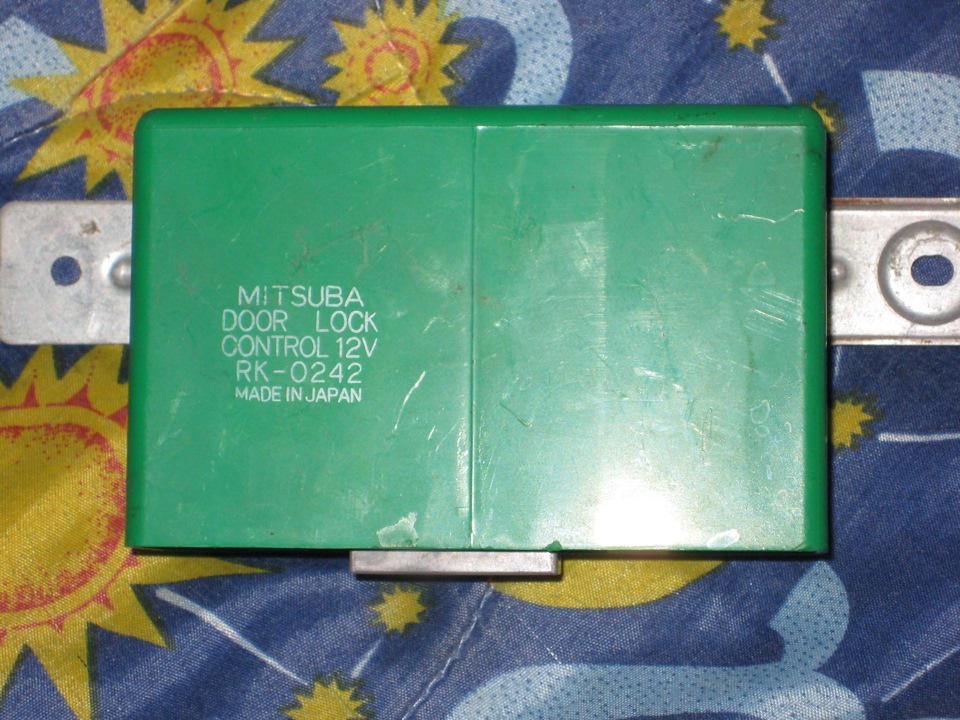 MITSUBA
DOOR LOCK
CONTROL 12V
RK-0242
MADE IN JAPAN